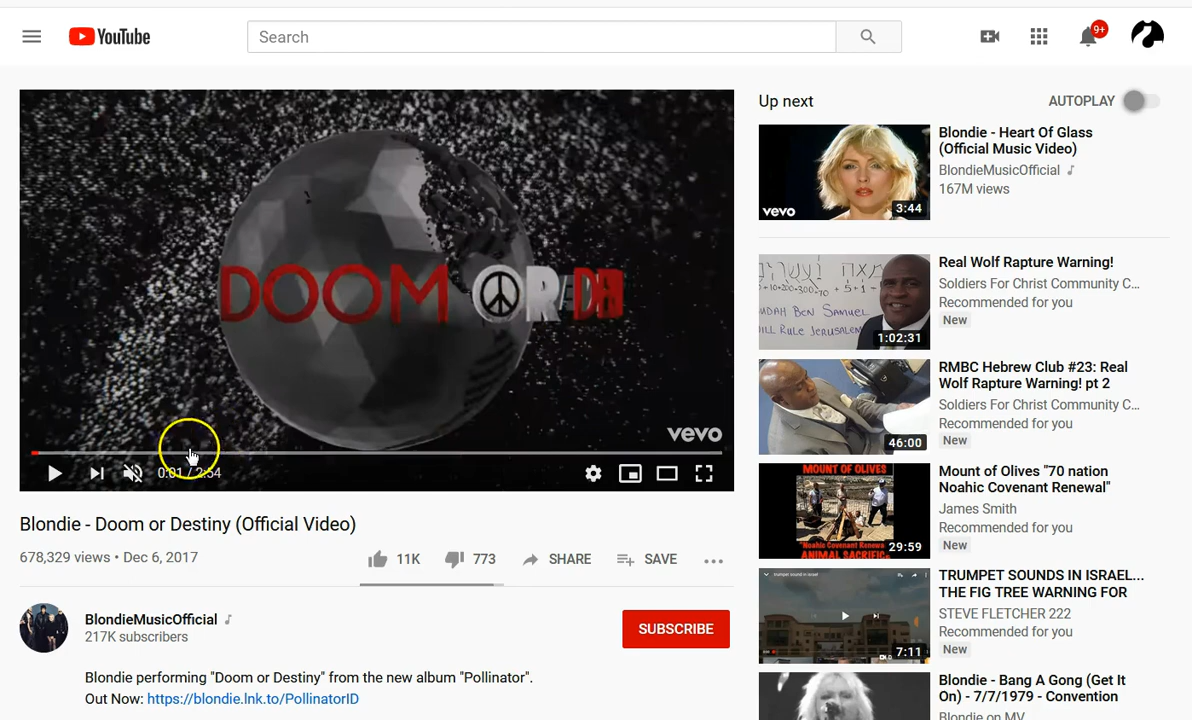 YouTube
Search
9+
DOOM OR/DE
vevo
0:01 / 2:54
Blondie - Doom or Destiny (Official Video)
678,329 views • Dec 6, 2017
11K
773
SHARE
SAVE
BlondieMusicOfficial
217K subscribers
SUBSCRIBE
Blondie performing "Doom or Destiny" from the new album "Pollinator".
Out Now: https://blondie.lnk.to/PollinatorID
Up next
AUTOPLAY
vevo
3:44
Blondie - Heart Of Glass
(Official Music Video)
BlondieMusicOfficial
167M views
1:02:31
Real Wolf Rapture Warning!
Soldiers For Christ Community C...
Recommended for you
New
46:00
RMBC Hebrew Club #23: Real
Wolf Rapture Warning! pt 2
Soldiers For Christ Community C...
Recommended for you
New
MOUNT OF OLIVES
ANIMAL SACRIFIC
29:59
Mount of Olives "70 nation
Noahic Covenant Renewal"
James Smith
Recommended for you
New
7:11
TRUMPET SOUNDS IN ISRAEL...
THE FIG TREE WARNING FOR
STEVE FLETCHER 222
Recommended for you
New
Blondie - Bang A Gong (Get It
On) - 7/7/1979 - Convention
Blondie on MV